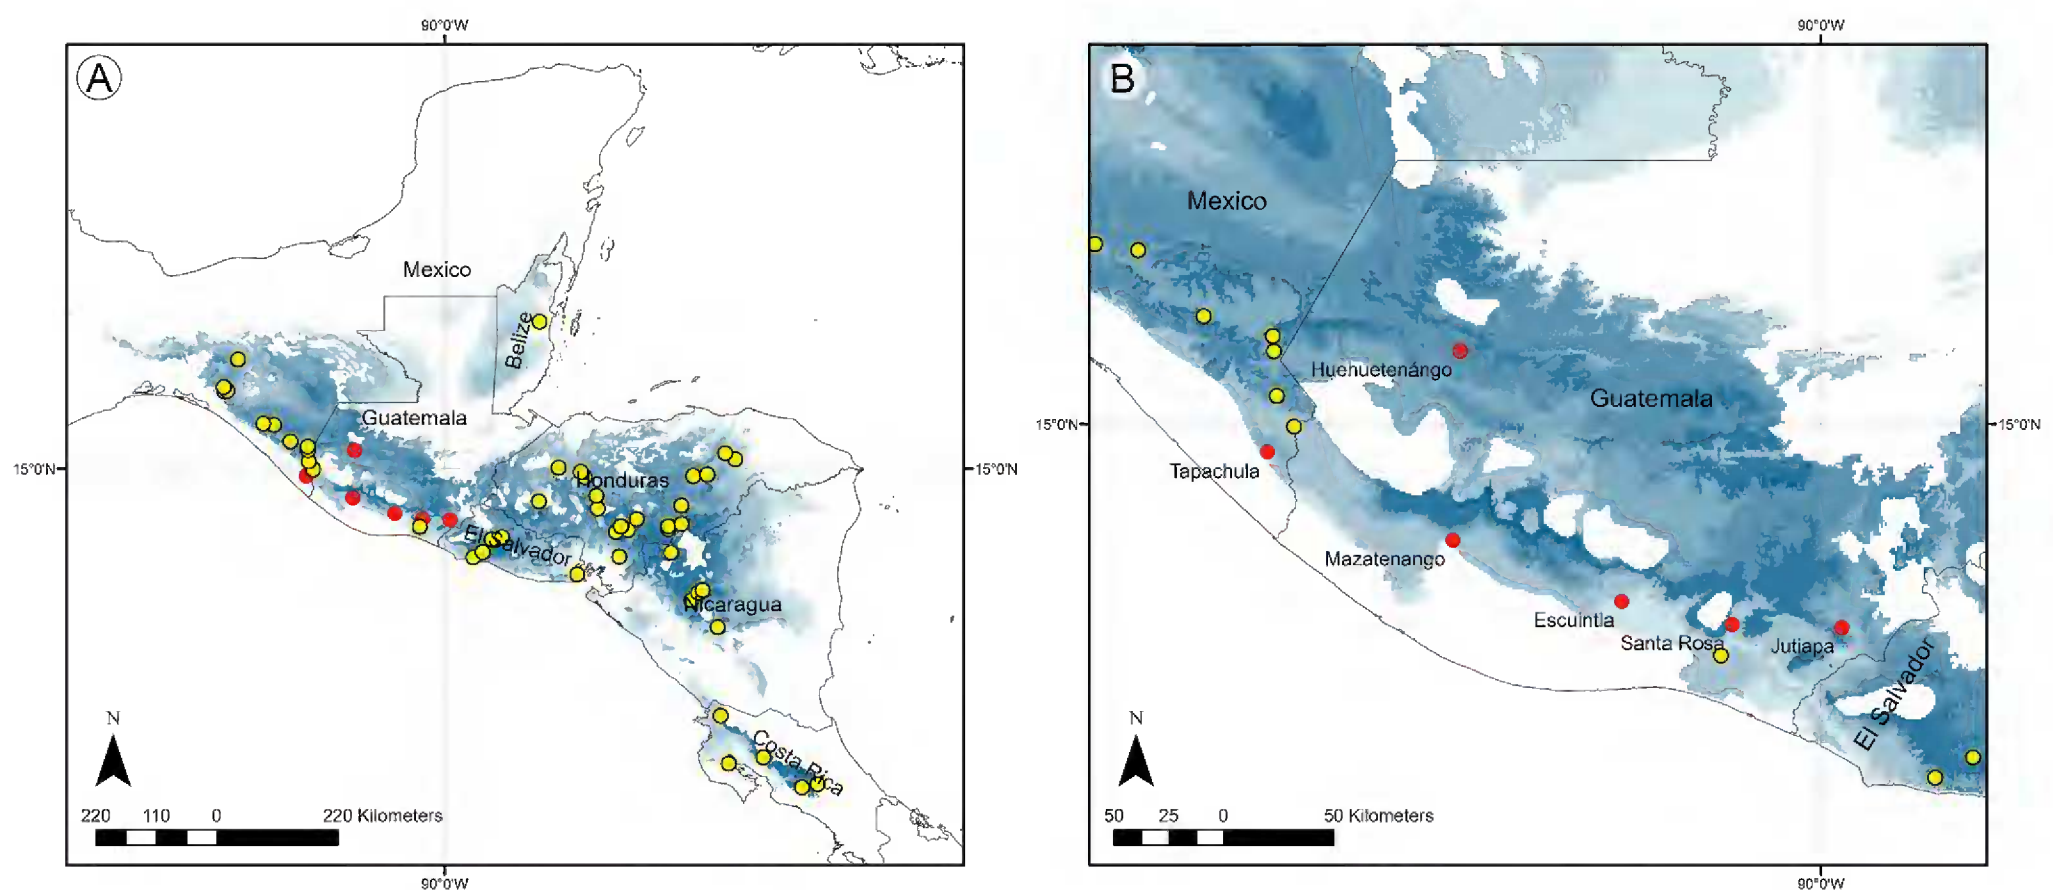 90°0'W
90°0'W
A
B
Mexico
Belize
Guatemala
15°0'N
15°0'N
Honduras
El Salvador
Nicaragua
Costa Rica
N
220 110 0 220 Kilometers
90°0'W
Mexico
Huehuetenángo
Guatemala
15°0'N
15°0'N
Tapachula
Mazatenango
Escuintla
Santa Rosa
Jutiapa
El Salvador
N
50 25 0 50 Kilometers
90°0'W